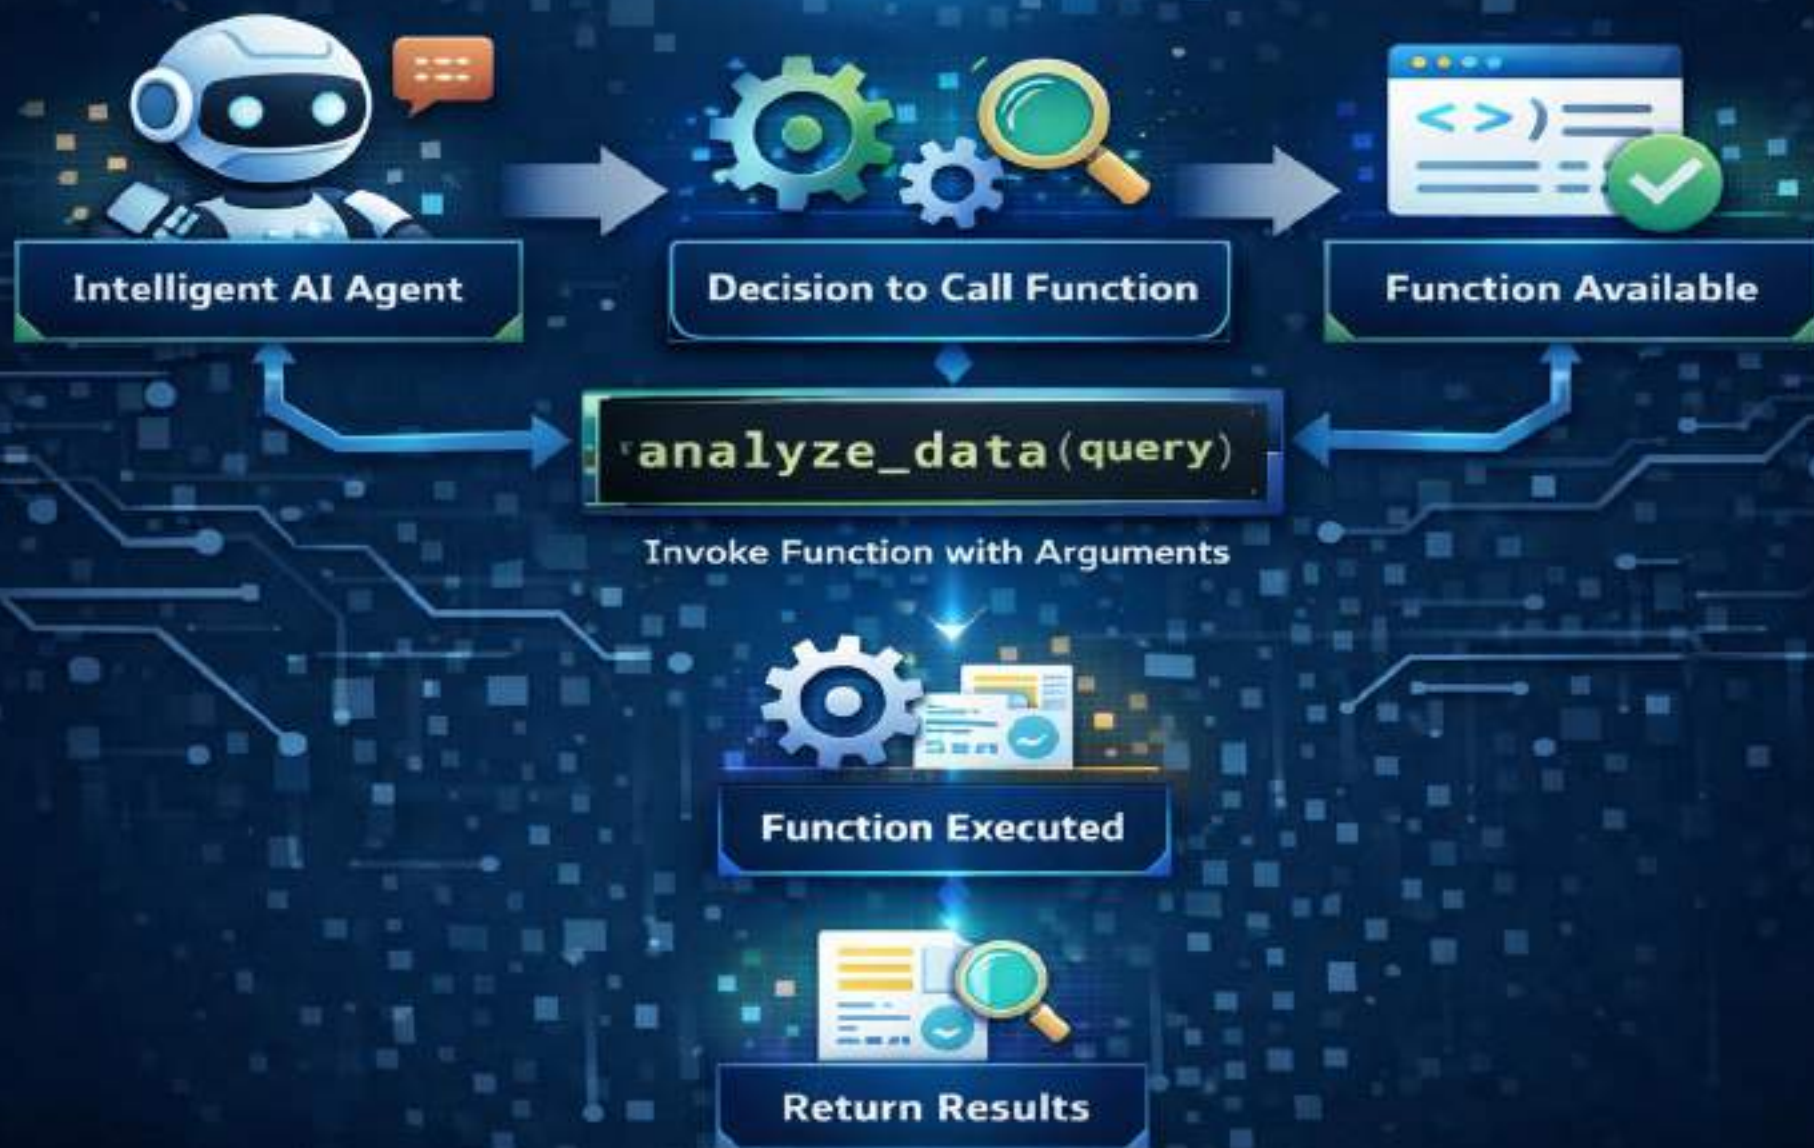 Intelligent AI Agent
Decision to Call Function
Function Available
analyze_data(query)
Invoke Function with Arguments
Function Executed
Return Results